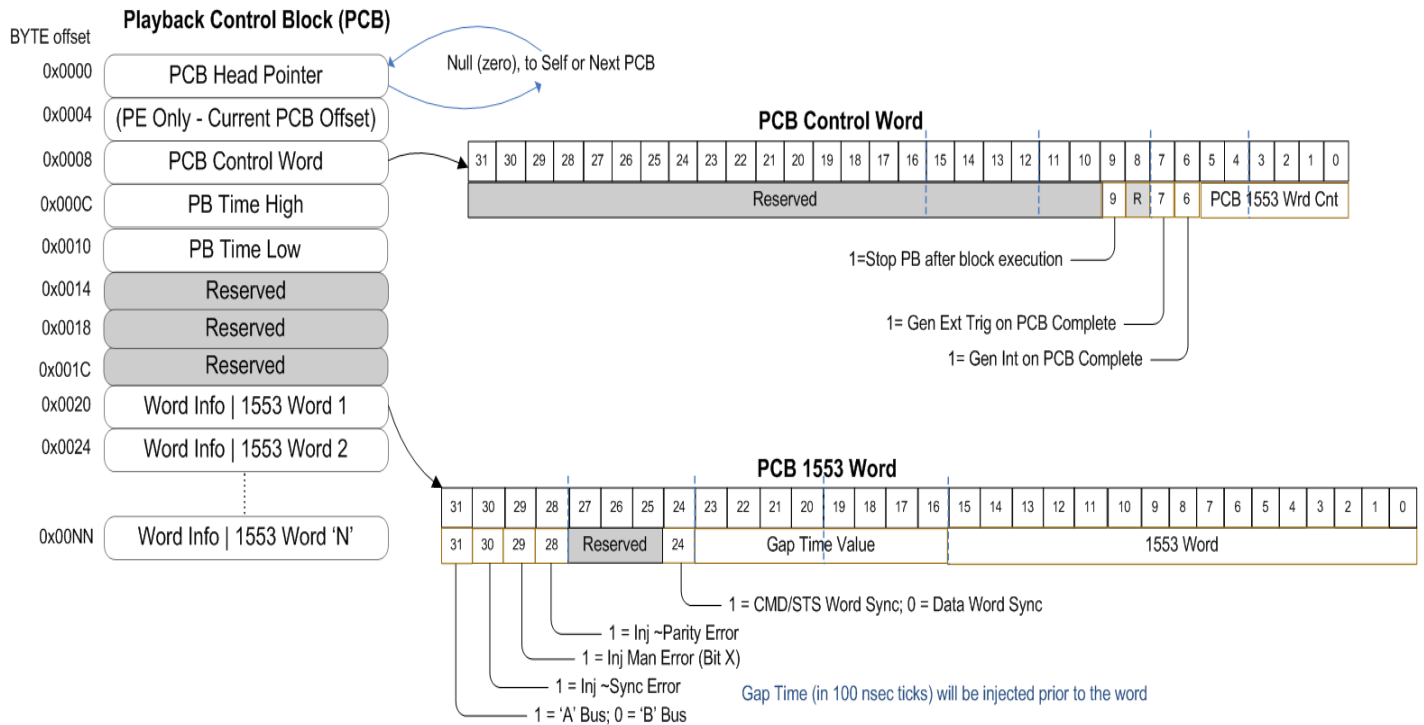 Playback Control Block (PCB)
BYTE offset
0x0000 PCB Head Pointer
Null (zero), to Self or Next PCB
0x0004 (PE Only - Current PCB Offset)
0x0008 PCB Control Word
0x000C PB Time High
0x0010 PB Time Low
0x0014 Reserved
0x0018 Reserved
0x001C Reserved
0x0020 Word Info | 1553 Word 1
0x0024 Word Info | 1553 Word 2
0x00NN Word Info | 1553 Word ‘N’
PCB Control Word
31 30 29 28 27 26 25 24 23 22 21 20 19 18 17 16 15 14 13 12 11 10 9 8 7 6 5 4 3 2 1 0
Reserved 9 R 7 6 PCB 1553 Wrd Cnt
1=Stop PB after block execution
1= Gen Ext Trig on PCB Complete
1= Gen Int on PCB Complete
PCB 1553 Word
31 30 29 28 27 26 25 24 23 22 21 20 19 18 17 16 15 14 13 12 11 10 9 8 7 6 5 4 3 2 1 0
31 30 29 28 Reserved 24 Gap Time Value 1553 Word
1 = CMD/STS Word Sync; 0 = Data Word Sync
1 = Inj ~Parity Error
1 = Inj Man Error (Bit X)
1 = Inj ~Sync Error
1 = ‘A’ Bus; 0 = ‘B’ Bus
Gap Time (in 100 nsec ticks) will be injected prior to the word